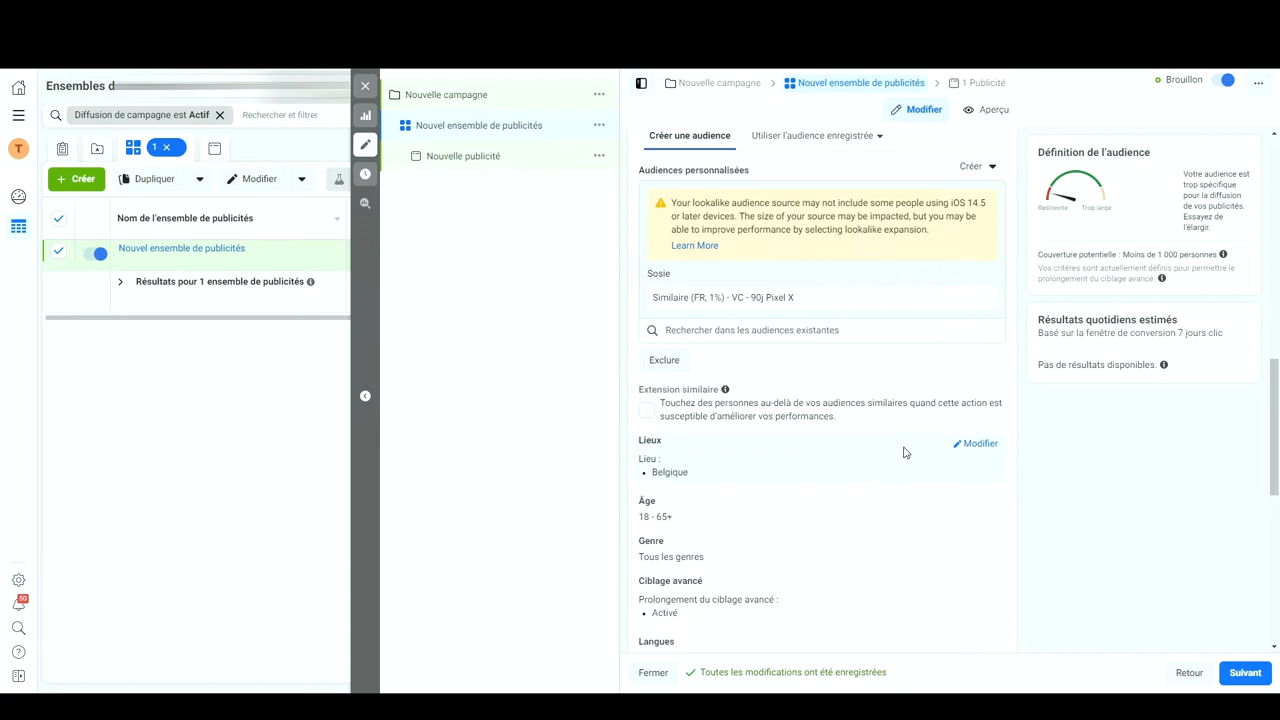 Ensembles d
Diffusion de campagne est Actif
Rechercher et filtrer
1
T
Créer
Dupliquer
Modifier
Nom de l'ensemble de publicités
Nouvel ensemble de publicités
Résultats pour 1 ensemble de publicités
50
Nouvelle campagne
Nouvel ensemble de publicités
Nouvelle publicité
Nouvelle campagne
Nouvel ensemble de publicités
1 Publicité
Brouillon
Modifier
Aperçu
Créer une audience
Utiliser l'audience enregistrée
Audiences personnalisées
Créer
Your lookalike audience source may not include some people using iOS 14.5
or later devices. The size of your source may be impacted, but you may be
able to improve performance by selecting lookalike expansion.
Learn More
Sosie
Similaire (FR, 1%) - VC - 90j Pixel X
Rechercher dans les audiences existantes
Exclure
Extension similaire
Touchez des personnes au-delà de vos audiences similaires quand cette action est
susceptible d'améliorer vos performances.
Lieux
Modifier
Lieu :
• Belgique
Âge
18 - 65+
Genre
Tous les genres
Ciblage avancé
Prolongement du ciblage avancé :
• Activé
Langues
Définition de l'audience
Votre audience est
trop spécifique
pour la diffusion
de vos publicités.
Essayez de
l'élargir.
Restreinte
Trop large
Couverture potentielle : Moins de 1 000 personnes
Vos critères sont actuellement définis pour permettre le
prolongement du ciblage avancé.
Résultats quotidiens estimés
Basé sur la fenêtre de conversion 7 jours clic
Pas de résultats disponibles.
Fermer
Toutes les modifications ont été enregistrées
Retour
Suivant